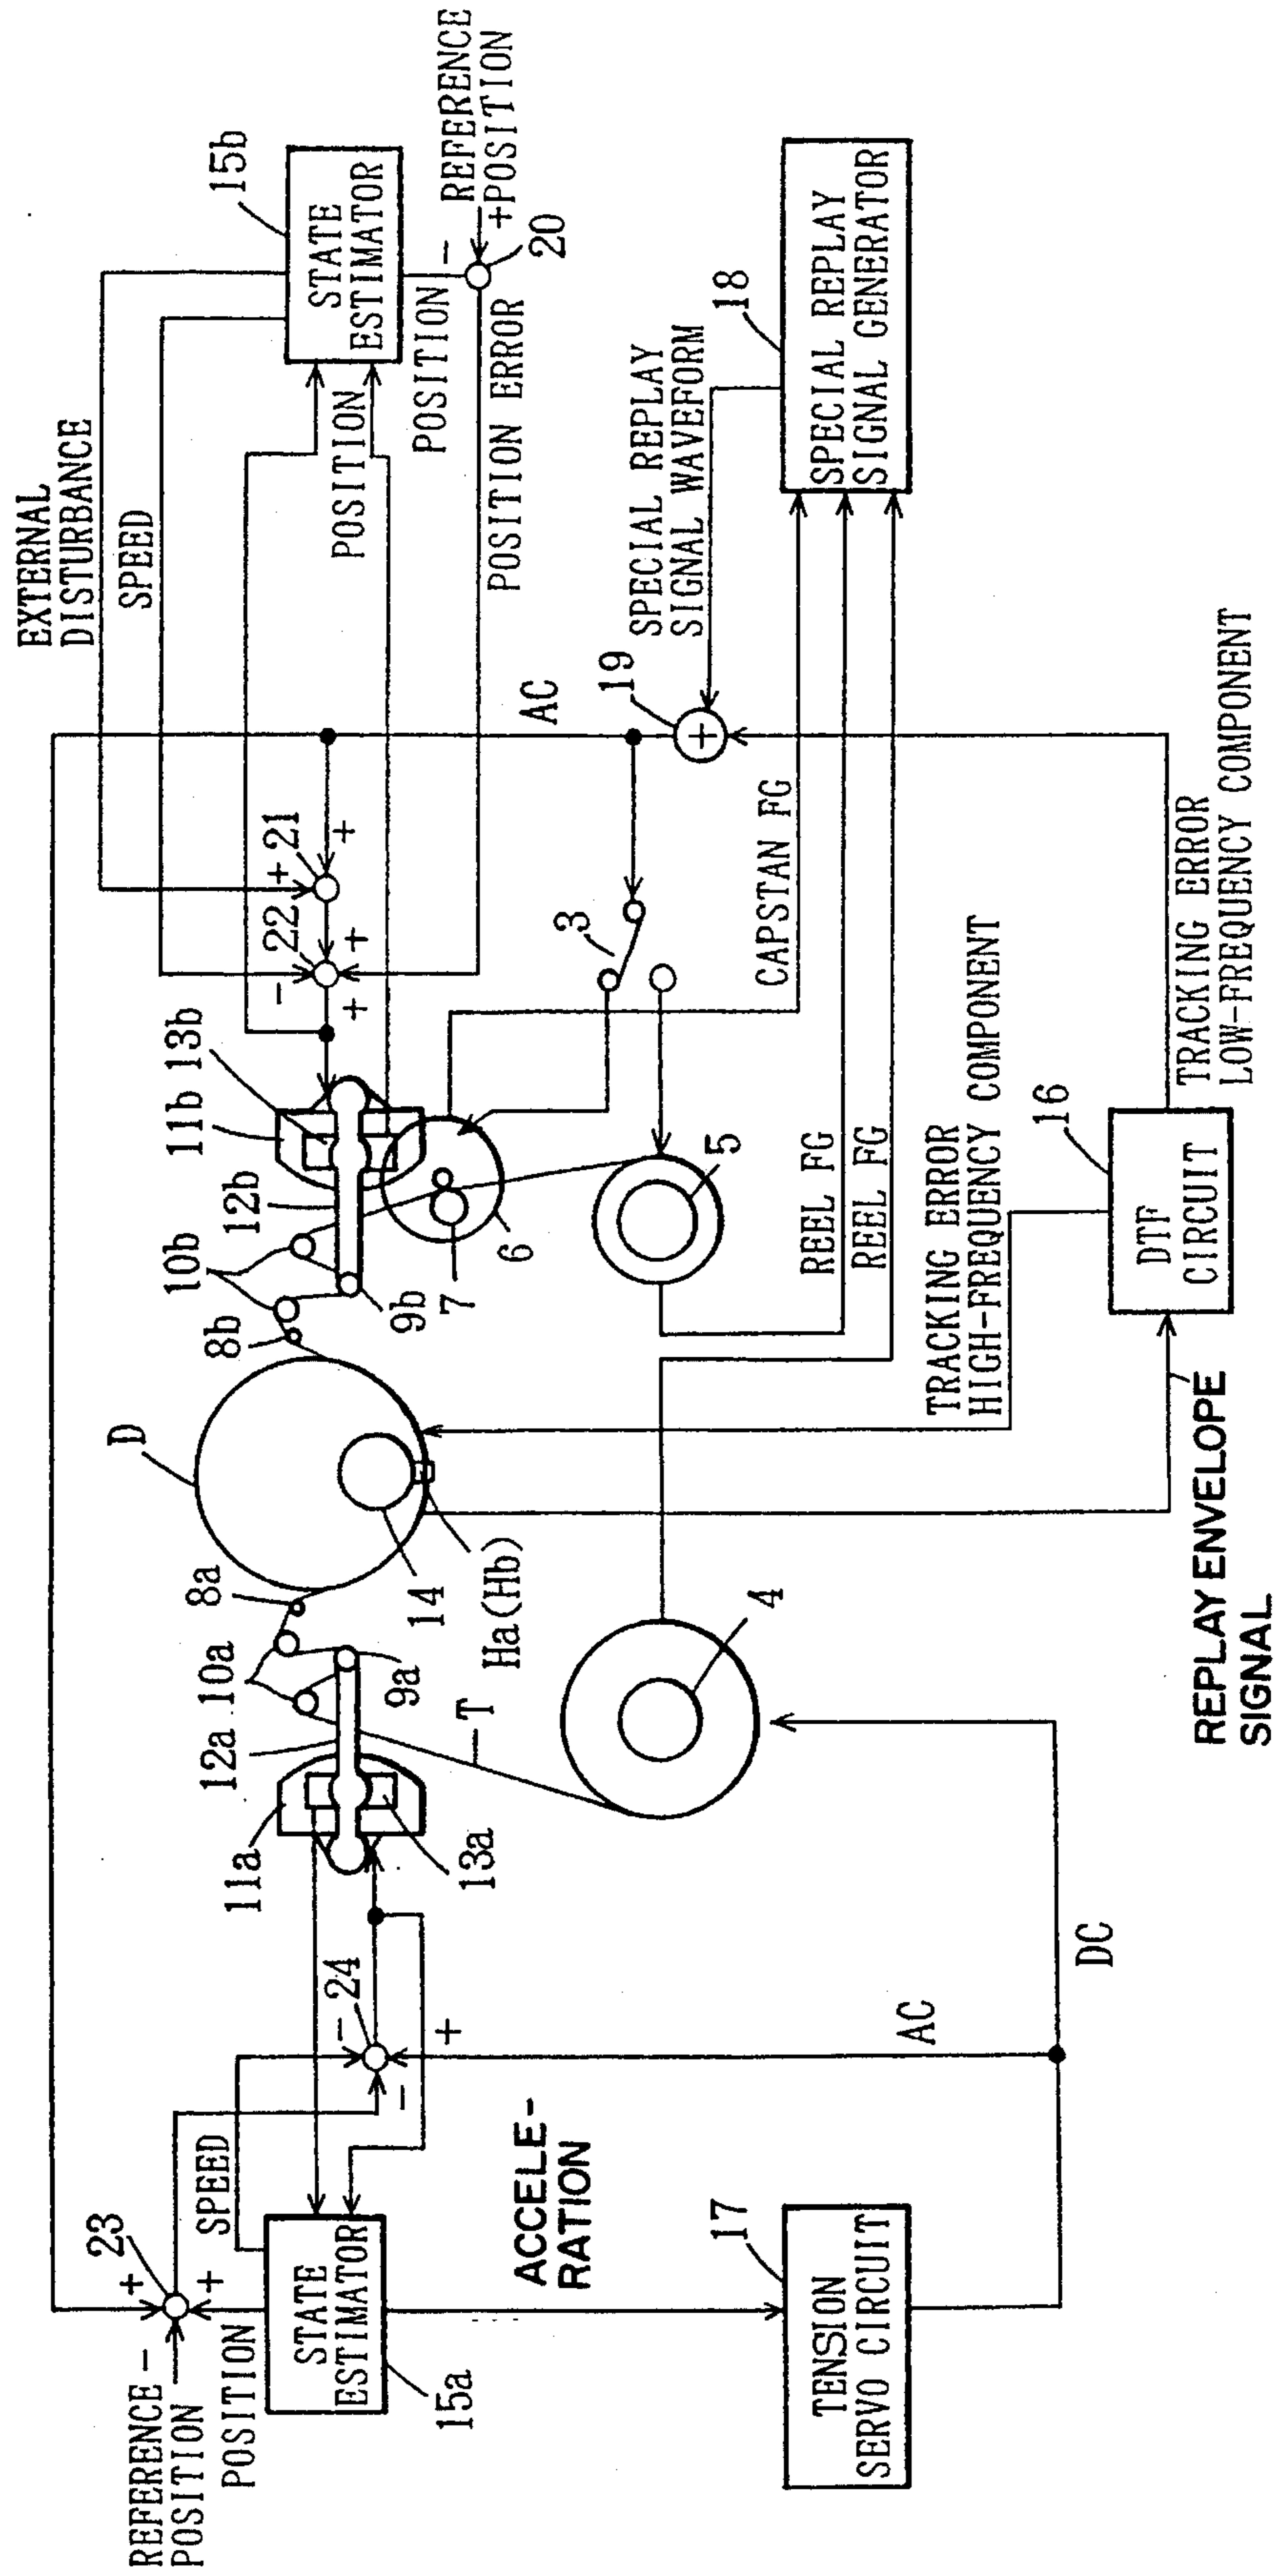 EXTERNAL
DISTURBANCE
SPEED
15b
STATE
ESTIMATOR
POSITION
POSITION
-
REFERENCE
+POSITION
20
POSITION ERROR
AC
22
21
+
+
-
+
+
+
11b
13b
12b
10b
8b
9b
7
6
3
5
D
14
Ha(Hb)
8a
10a
9a
12a
11a
13a
T
4
SPECIAL REPLAY
SIGNAL WAVEFORM
18
SPECIAL REPLAY
SIGNAL GENERATOR
19
+
CAPSTAN FG
REEL FG
REEL FG
TRACKING ERROR
HIGH-FREQUENCY COMPONENT
TRACKING ERROR
LOW-FREQUENCY COMPONENT
16
DTF
CIRCUIT
REPLAY ENVELOPE
SIGNAL
23
+
+
REFERENCE -
POSITION
POSITION
SPEED
STATE
ESTIMATOR
15a
24
-
-
+
ACCELE-
RATION
17
TENSION
SERVO CIRCUIT
AC
DC